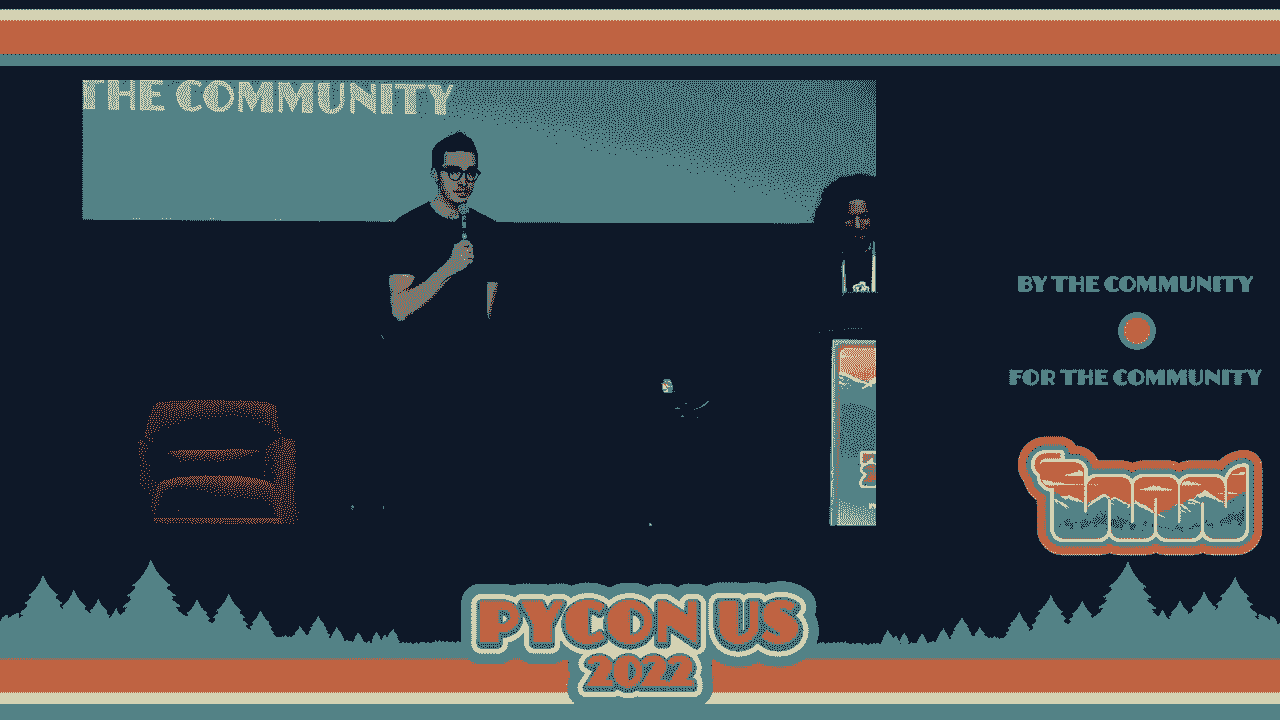 THE COMMUNITY
BY THE COMMUNITY
FOR THE COMMUNITY
PYCON US
2022